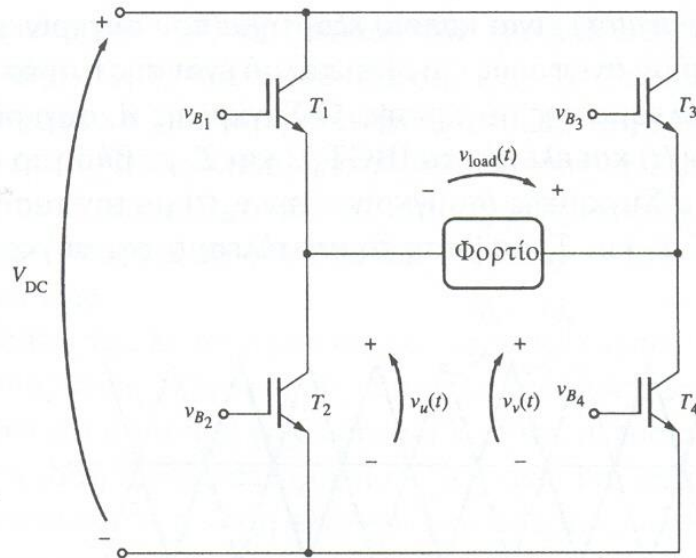 +
+
v_B1
T_1
v_B3
T_3
v_load(t)
− +
V_DC
Φορτίο
+ +
v_B2
T_2
v_u(t)
v_v(t)
v_B4
T_4
− −
−
−